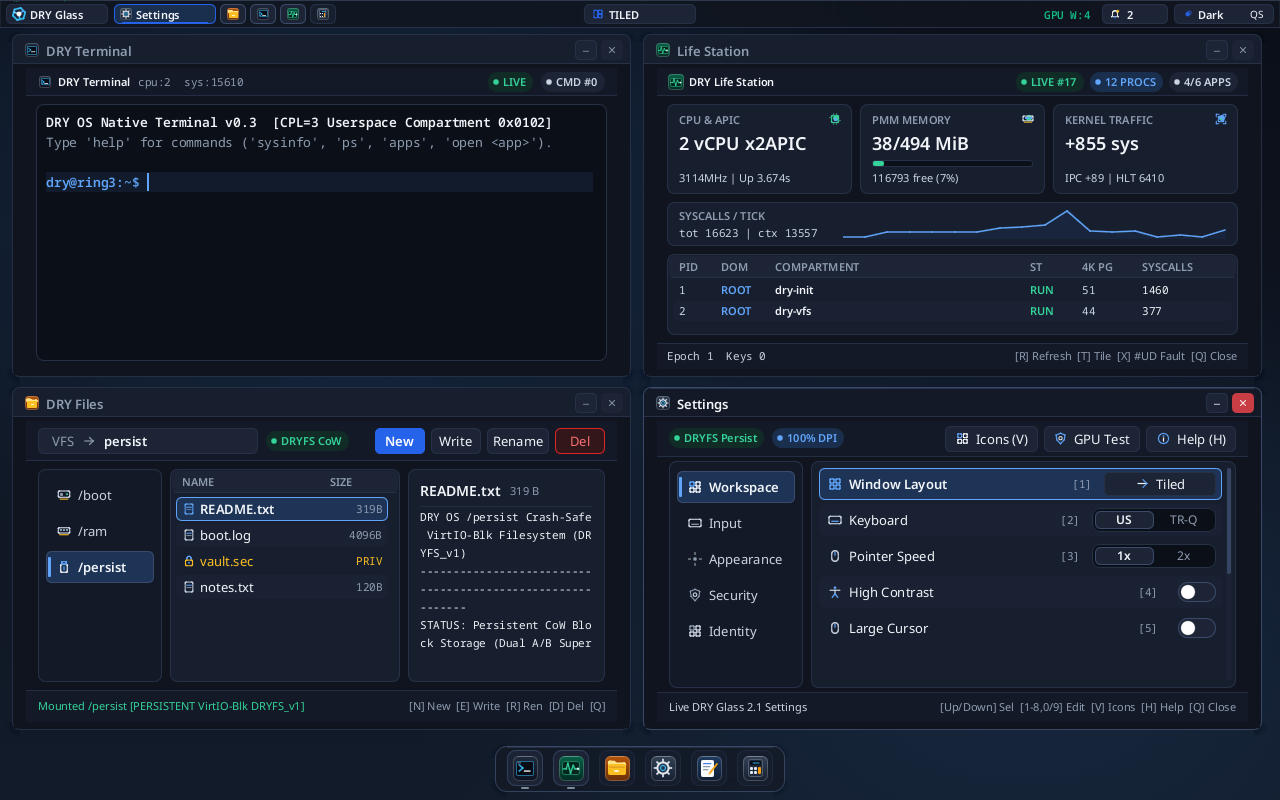 DRY Glass Settings TILED GPU W:4 2 Dark QS
DRY Terminal
DRY Terminal cpu:2 sys:15610 LIVE CMD #0
DRY OS Native Terminal v0.3 [CPL=3 Userspace Compartment 0x0102]
Type 'help' for commands ('sysinfo', 'ps', 'apps', 'open <app>').
dry@ring3:~$
Life Station
DRY Life Station LIVE #17 12 PROCS 4/6 APPS
CPU & APIC
2 vCPU x2APIC
3114MHz | Up 3.674s
PMM MEMORY
38/494 MiB
116793 free (7%)
KERNEL TRAFFIC
+855 sys
IPC +89 | HLT 6410
SYSCALLS / TICK
tot 16623 | ctx 13557
PID DOM COMPARTMENT ST 4K PG SYSCALLS
1 ROOT dry-init RUN 51 1460
2 ROOT dry-vfs RUN 44 377
Epoch 1 Keys 0 [R] Refresh [T] Tile [X] #UD Fault [Q] Close
DRY Files
VFS → persist DRYFS CoW New Write Rename Del
/boot
/ram
/persist
NAME SIZE
README.txt 319B
boot.log 4096B
vault.sec PRIV
notes.txt 120B
README.txt 319 B
DRY OS /persist Crash-Safe
VirtIO-Blk Filesystem (DR
YFS_v1)
--------------------------
--------------------------
-------
STATUS: Persistent CoW Blo
ck Storage (Dual A/B Super
Mounted /persist [PERSISTENT VirtIO-Blk DRYFS_v1] [N] New [E] Write [R] Ren [D] Del [Q]
Settings
DRYFS Persist 100% DPI Icons (V) GPU Test Help (H)
Workspace
Input
Appearance
Security
Identity
Window Layout [1] → Tiled
Keyboard [2] US TR-Q
Pointer Speed [3] 1x 2x
High Contrast [4]
Large Cursor [5]
Live DRY Glass 2.1 Settings [Up/Down] Sel [1-8,0/9] Edit [V] Icons [H] Help [Q] Close